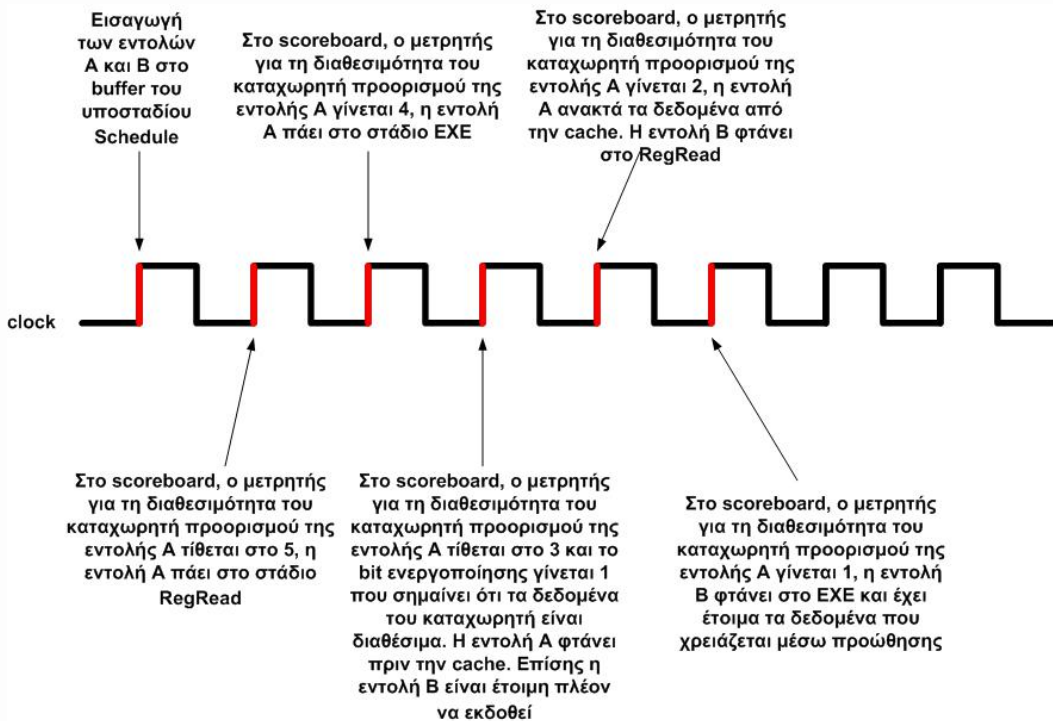 Εισαγωγή
των εντολών
Α και Β στο
buffer του
υποσταδίου
Schedule
Στο scoreboard, ο μετρητής
για τη διαθεσιμότητα του
καταχωρητή προορισμού της
εντολής Α γίνεται 4, η εντολή
Α πάει στο στάδιο EXE
Στο scoreboard, ο μετρητής
για τη διαθεσιμότητα του
καταχωρητή προορισμού της
εντολής Α γίνεται 2, η εντολή
Α ανακτά τα δεδομένα από
την cache. Η εντολή Β φτάνει
στο RegRead
clock
Στο scoreboard, ο μετρητής
για τη διαθεσιμότητα του
καταχωρητή προορισμού της
εντολής Α τίθεται στο 5, η
εντολή Α πάει στο στάδιο
RegRead
Στο scoreboard, ο μετρητής
για τη διαθεσιμότητα του
καταχωρητή προορισμού της
εντολής Α τίθεται στο 3 και το
bit ενεργοποίησης γίνεται 1
που σημαίνει ότι τα δεδομένα
του καταχωρητή είναι
διαθέσιμα. Η εντολή Α φτάνει
πριν την cache. Επίσης η
εντολή Β είναι έτοιμη πλέον
να εκδοθεί
Στο scoreboard, ο μετρητής
για τη διαθεσιμότητα του
καταχωρητή προορισμού της
εντολής Α γίνεται 1, η εντολή
Β φτάνει στο EXE και έχει
έτοιμα τα δεδομένα που
χρειάζεται μέσω προώθησης